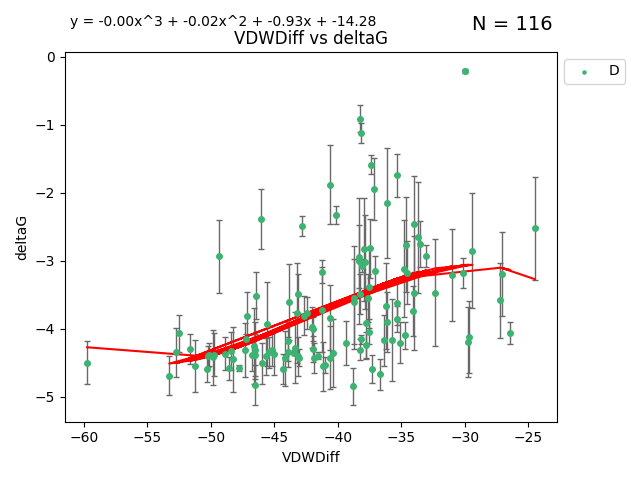 y = -0.00x^3 + -0.02x^2 + -0.93x + -14.28
N = 116
VDWDiff vs deltaG
D
0
−1
−2
−3
−4
−5
deltaG
−60
−55
−50
−45
−40
−35
−30
−25
VDWDiff